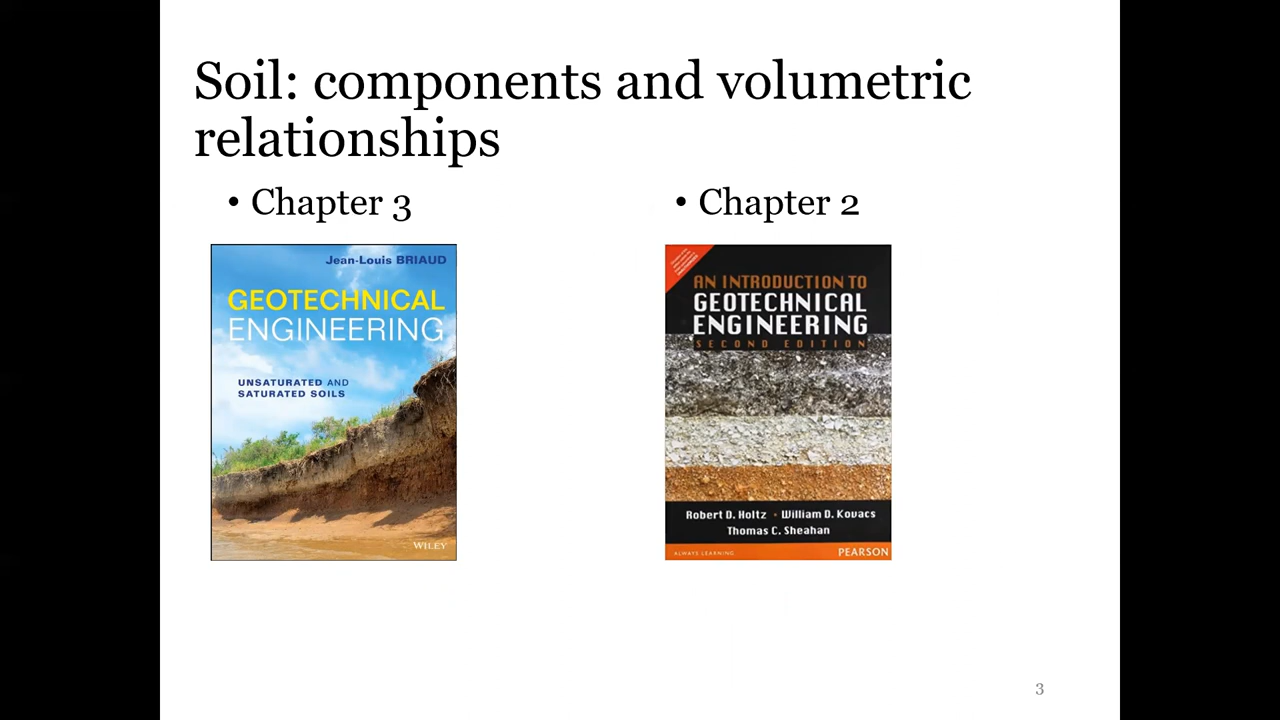 Soil: components and volumetric
relationships
• Chapter 3
Jean-Louis BRIAUD
GEOTECHNICAL
ENGINEERING
UNSATURATED AND
SATURATED SOILS
WILEY
• Chapter 2
AN INTRODUCTION TO
GEOTECHNICAL
ENGINEERING
SECOND EDITION
Robert D. Holtz • William D. Kovacs
Thomas C. Sheahan
ALWAYS LEARNING
PEARSON
3